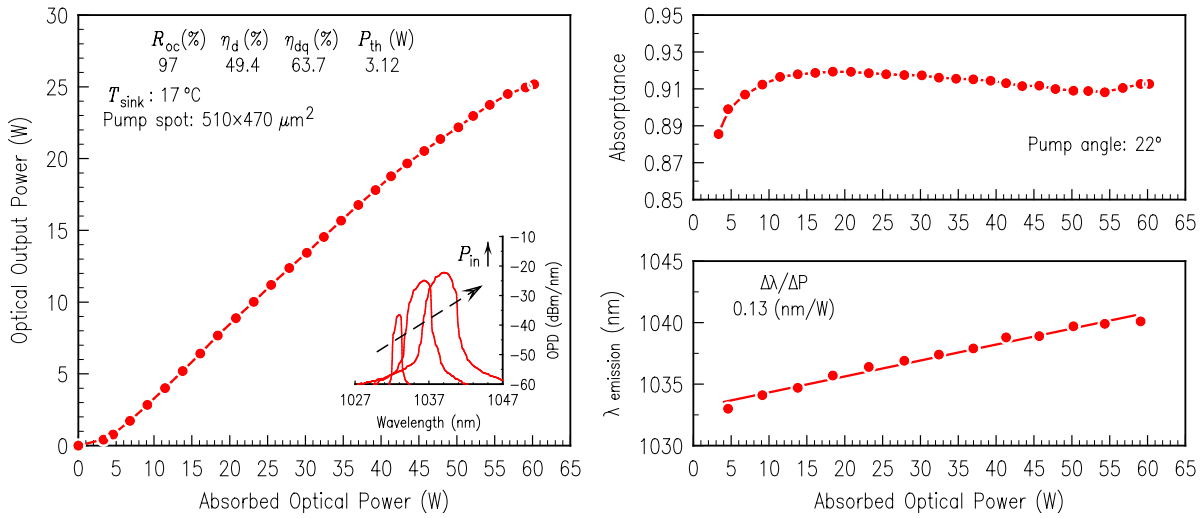 30
25
20
15
10
5
0
Optical Output Power (W)
R_oc(%) η_d (%) η_dq (%) P_th (W)
97 49.4 63.7 3.12
T_sink : 17 °C
Pump spot: 510×470 μm²
P_in
−10
−20
−30
−40
−50
−60
OPD (dBm/nm)
1027 1037 1047
Wavelength (nm)
0 5 10 15 20 25 30 35 40 45 50 55 60 65
Absorbed Optical Power (W)
0.95
0.93
0.91
0.89
0.87
0.85
Absorptance
Pump angle: 22°
0 5 10 15 20 25 30 35 40 45 50 55 60 65
1045
1040
1035
1030
λ emission (nm)
Δλ/ΔP
0.13 (nm/W)
0 5 10 15 20 25 30 35 40 45 50 55 60 65
Absorbed Optical Power (W)